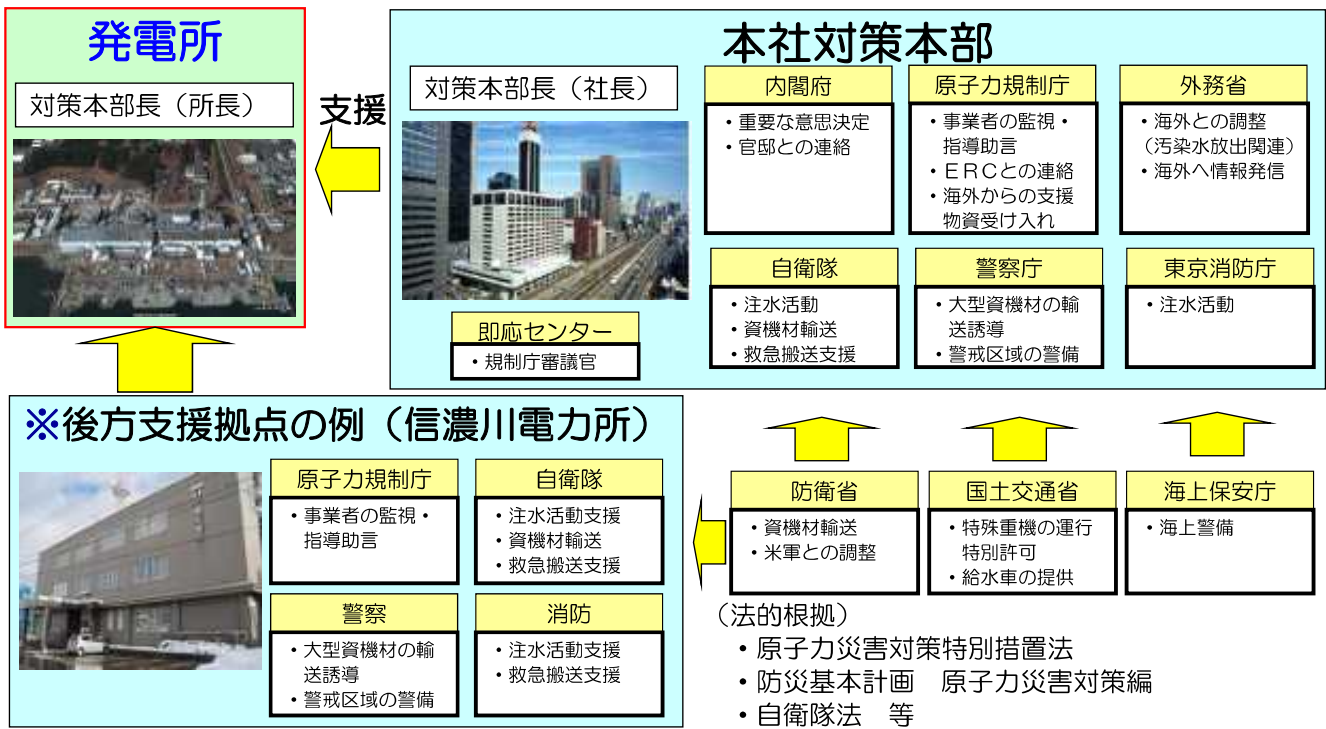 発電所
対策本部長（所長）
支援
本社対策本部
対策本部長（社長）
内閣府
・重要な意思決定
・官邸との連絡
原子力規制庁
・事業者の監視・
指導助言
・ＥＲＣとの連絡
・海外からの支援
物資受け入れ
外務省
・海外との調整
（汚染水放出関連）
・海外へ情報発信
自衛隊
・注水活動
・資機材輸送
・救急搬送支援
警察庁
・大型資機材の輸
送誘導
・警戒区域の警備
東京消防庁
・注水活動
即応センター
・規制庁審議官
※後方支援拠点の例（信濃川電力所）
原子力規制庁
・事業者の監視・
指導助言
自衛隊
・注水活動支援
・資機材輸送
・救急搬送支援
警察
・大型資機材の輸
送誘導
・警戒区域の警備
消防
・注水活動支援
・救急搬送支援
防衛省
・資機材輸送
・米軍との調整
国土交通省
・特殊重機の運行
特別許可
・給水車の提供
海上保安庁
・海上警備
（法的根拠）
・原子力災害対策特別措置法
・防災基本計画　原子力災害対策編
・自衛隊法　等